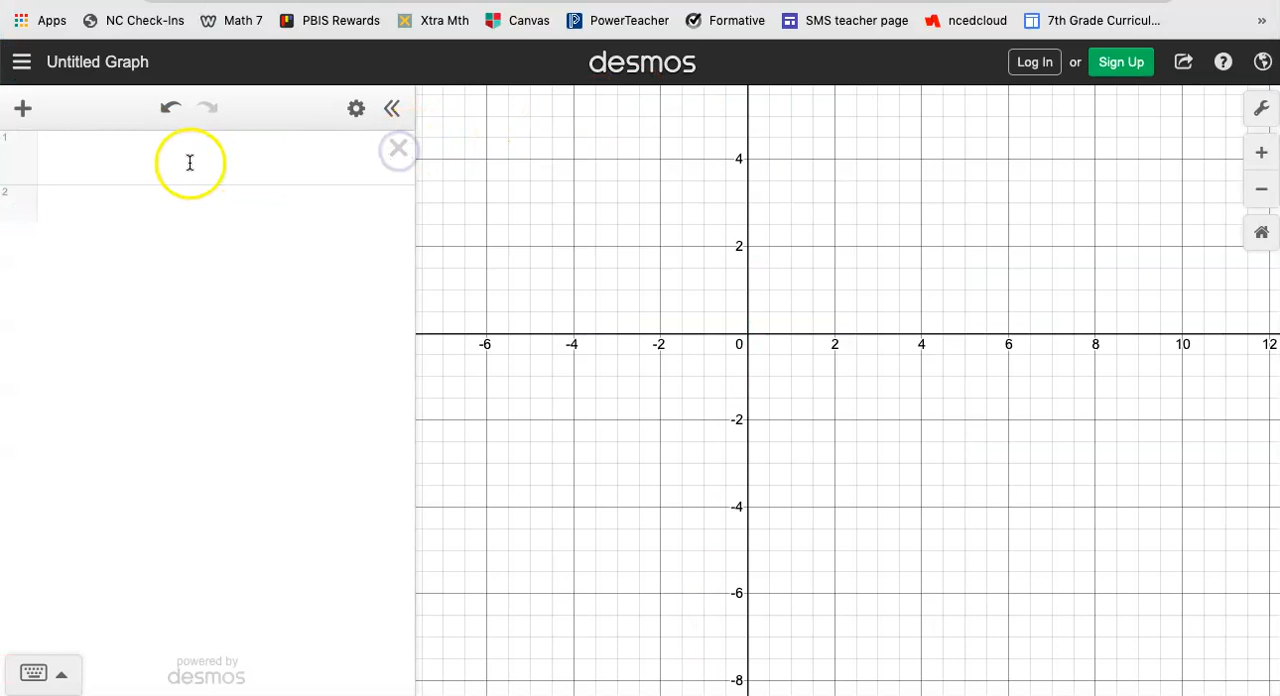 Apps NC Check-Ins Math 7 PBIS Rewards Xtra Mth Canvas PowerTeacher Formative SMS teacher page ncedcloud 7th Grade Curricul... »
Untitled Graph desmos Log In or Sign Up
1
2
4
2
-6 -4 -2 0 2 4 6 8 10 12
-2
-4
-6
-8
powered by
desmos